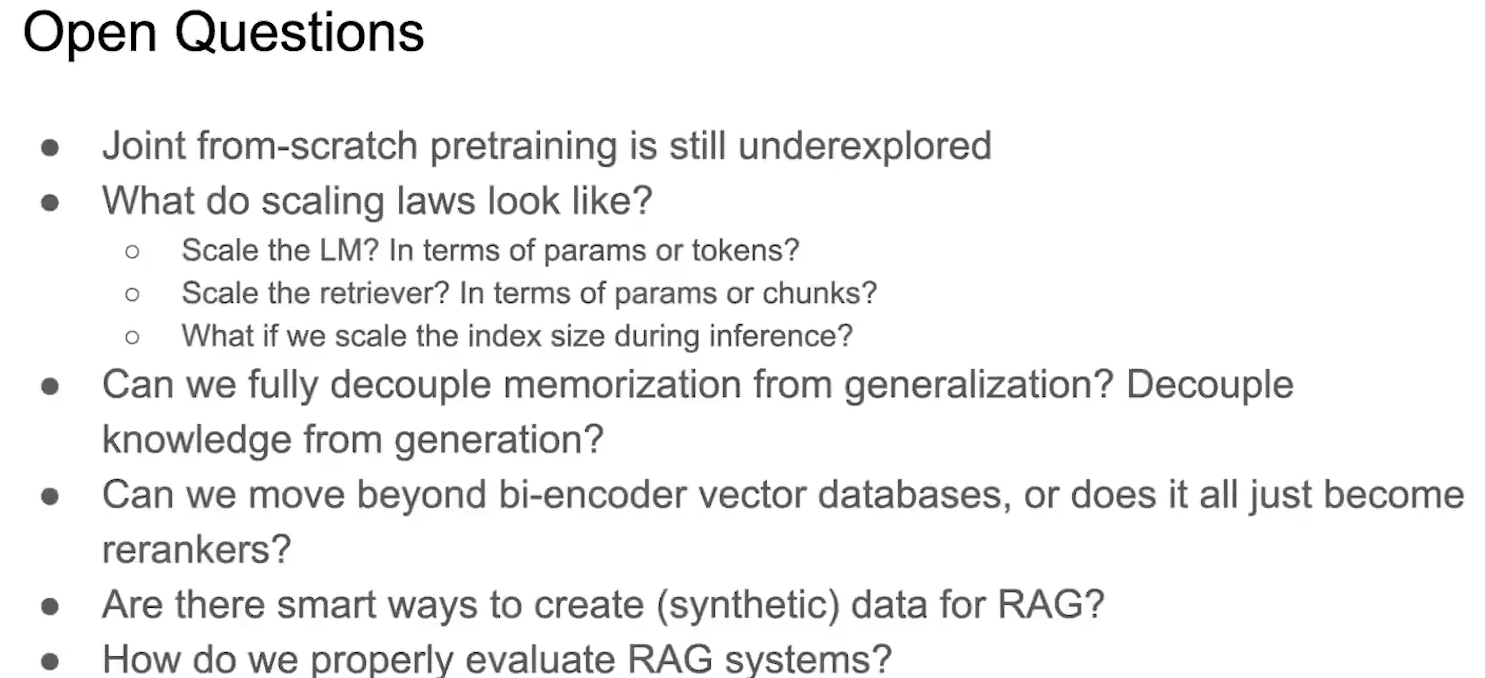 Open Questions
● Joint from-scratch pretraining is still underexplored
● What do scaling laws look like?
○ Scale the LM? In terms of params or tokens?
○ Scale the retriever? In terms of params or chunks?
○ What if we scale the index size during inference?
● Can we fully decouple memorization from generalization? Decouple
knowledge from generation?
● Can we move beyond bi-encoder vector databases, or does it all just become
rerankers?
● Are there smart ways to create (synthetic) data for RAG?
● How do we properly evaluate RAG systems?